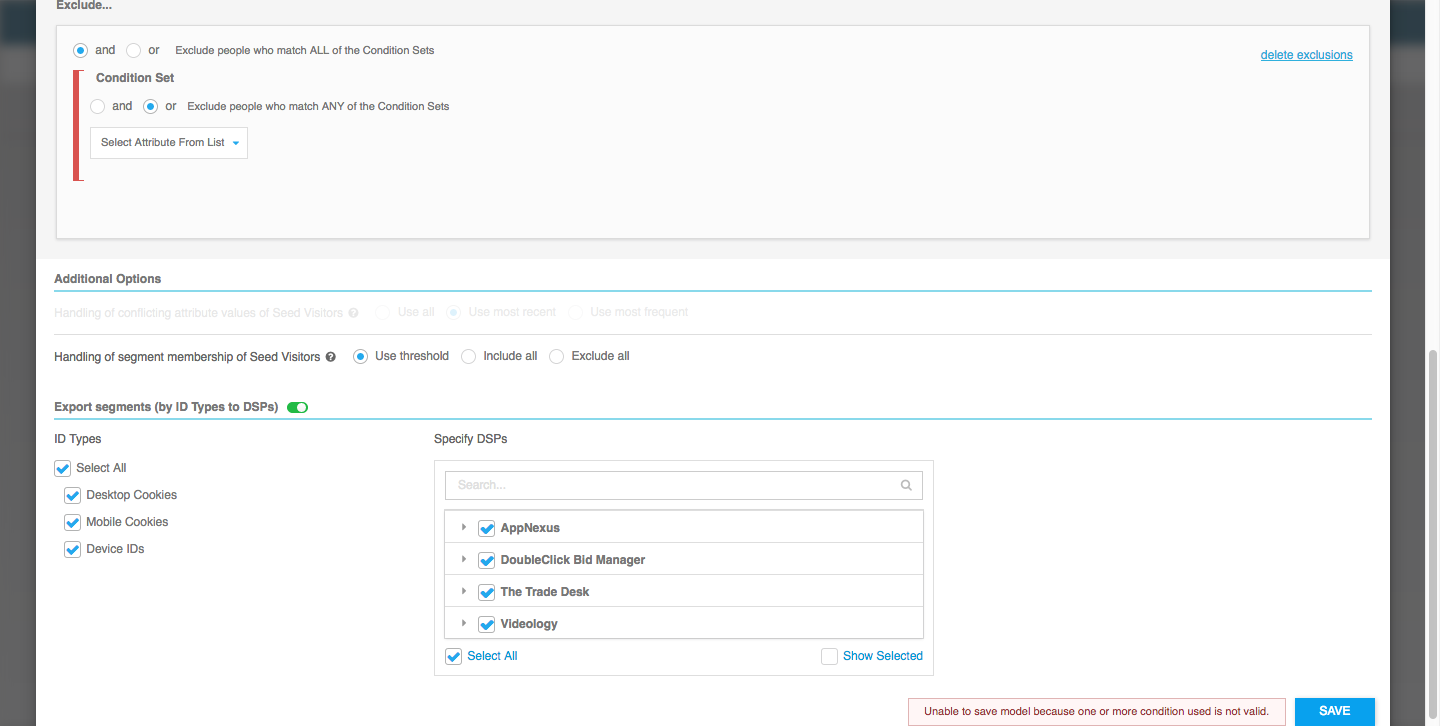 Exclude...
and or Exclude people who match ALL of the Condition Sets
delete exclusions
Condition Set
and or Exclude people who match ANY of the Condition Sets
Select Attribute From List
Additional Options
Handling of conflicting attribute values of Seed Visitors ? Use all Use most recent Use most frequent
Handling of segment membership of Seed Visitors ? Use threshold Include all Exclude all
Export segments (by ID Types to DSPs)
ID Types
Select All
Desktop Cookies
Mobile Cookies
Device IDs
Specify DSPs
Search...
AppNexus
DoubleClick Bid Manager
The Trade Desk
Videology
Select All Show Selected
Unable to save model because one or more condition used is not valid.
SAVE